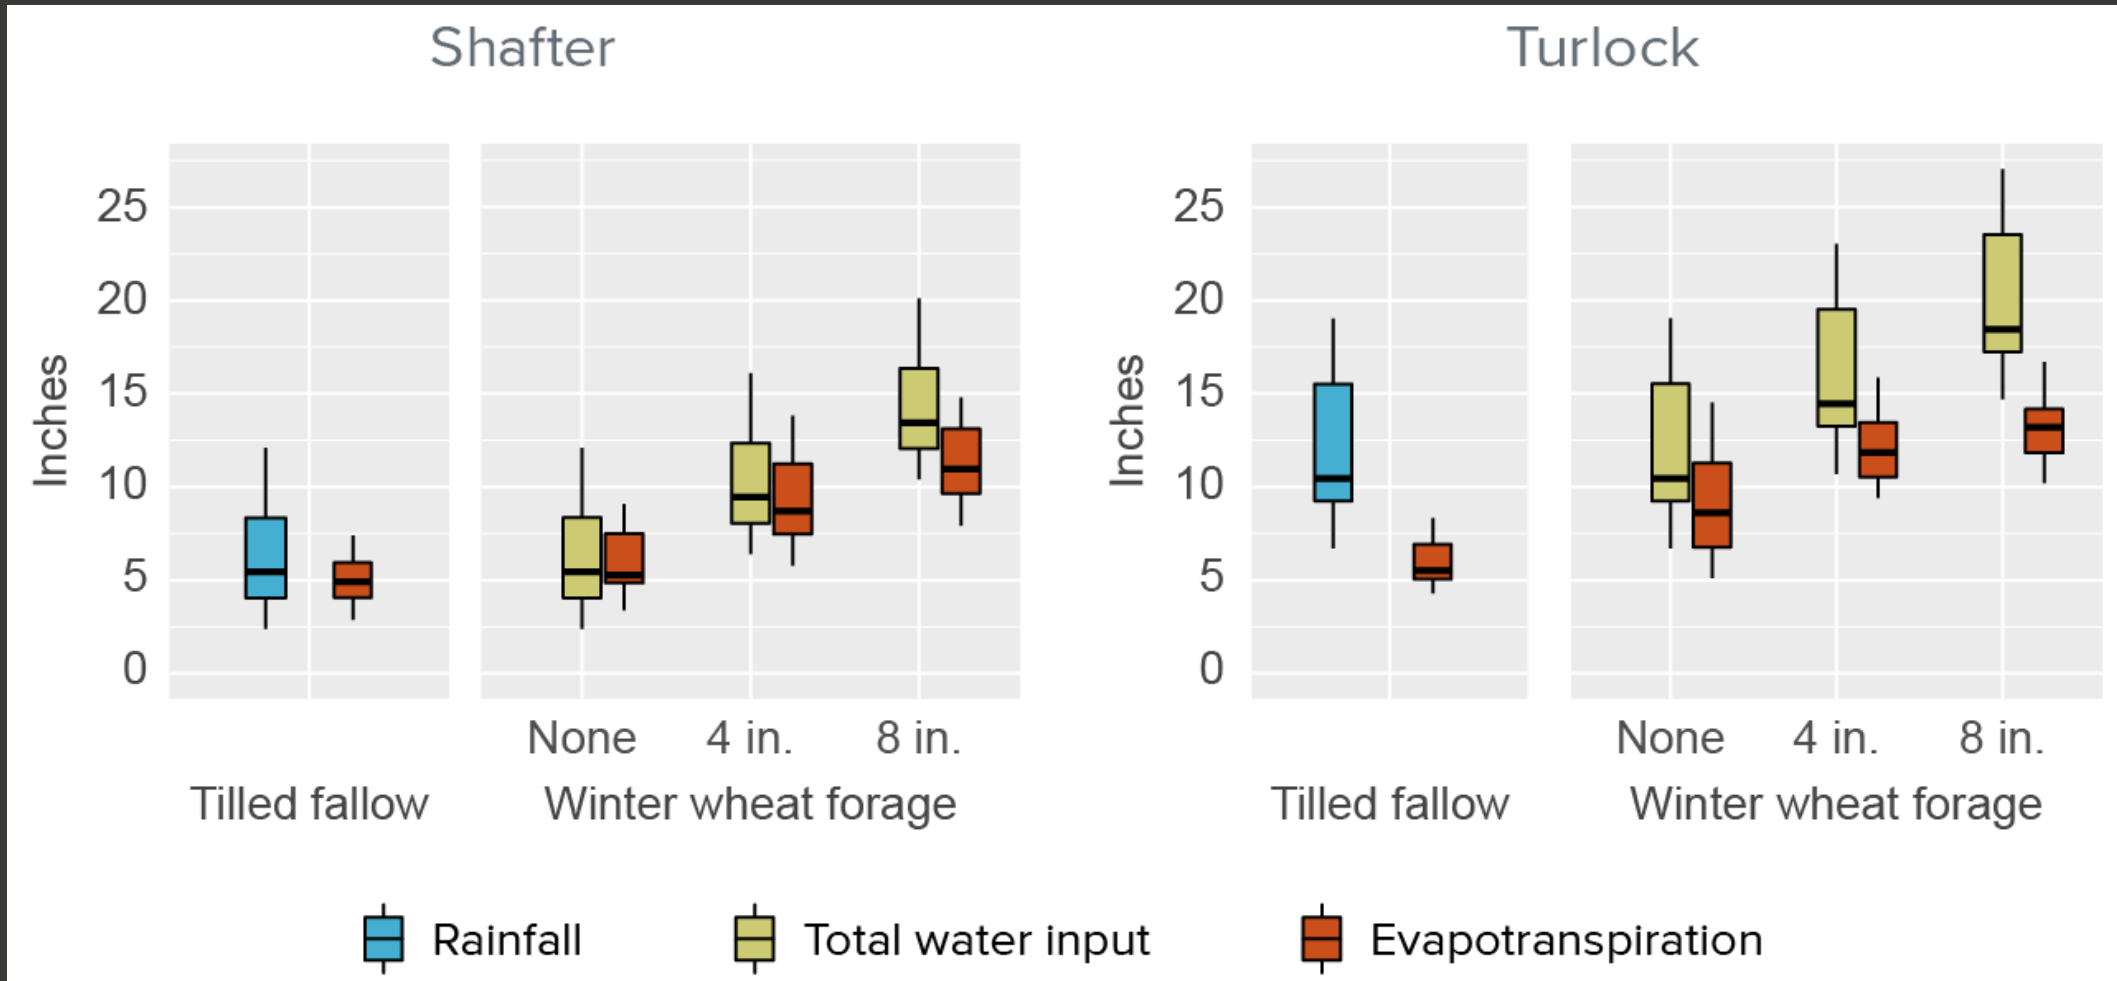 Shafter
Turlock
Inches
25
20
15
10
5
0
None 4 in. 8 in.
Tilled fallow Winter wheat forage
Inches
25
20
15
10
5
0
None 4 in. 8 in.
Tilled fallow Winter wheat forage
Rainfall Total water input Evapotranspiration